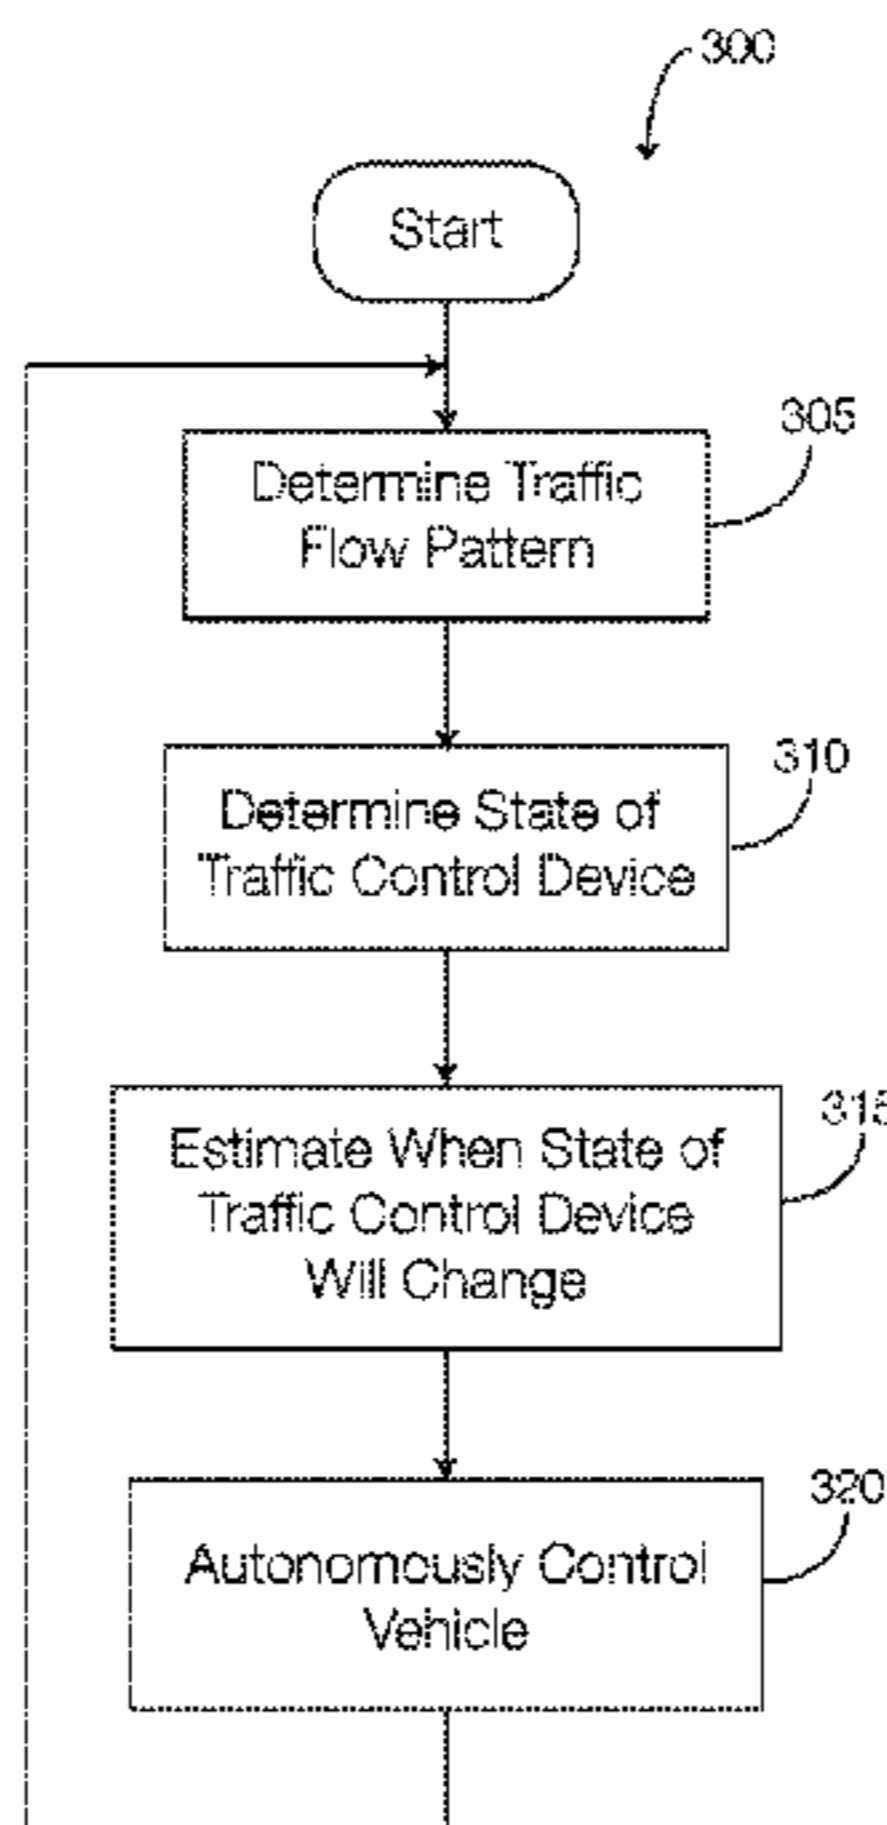 300
Start
305
Determine Traffic
Flow Pattern
310
Determine State of
Traffic Control Device
315
Estimate When State of
Traffic Control Device
Will Change
320
Autonomously Control
Vehicle